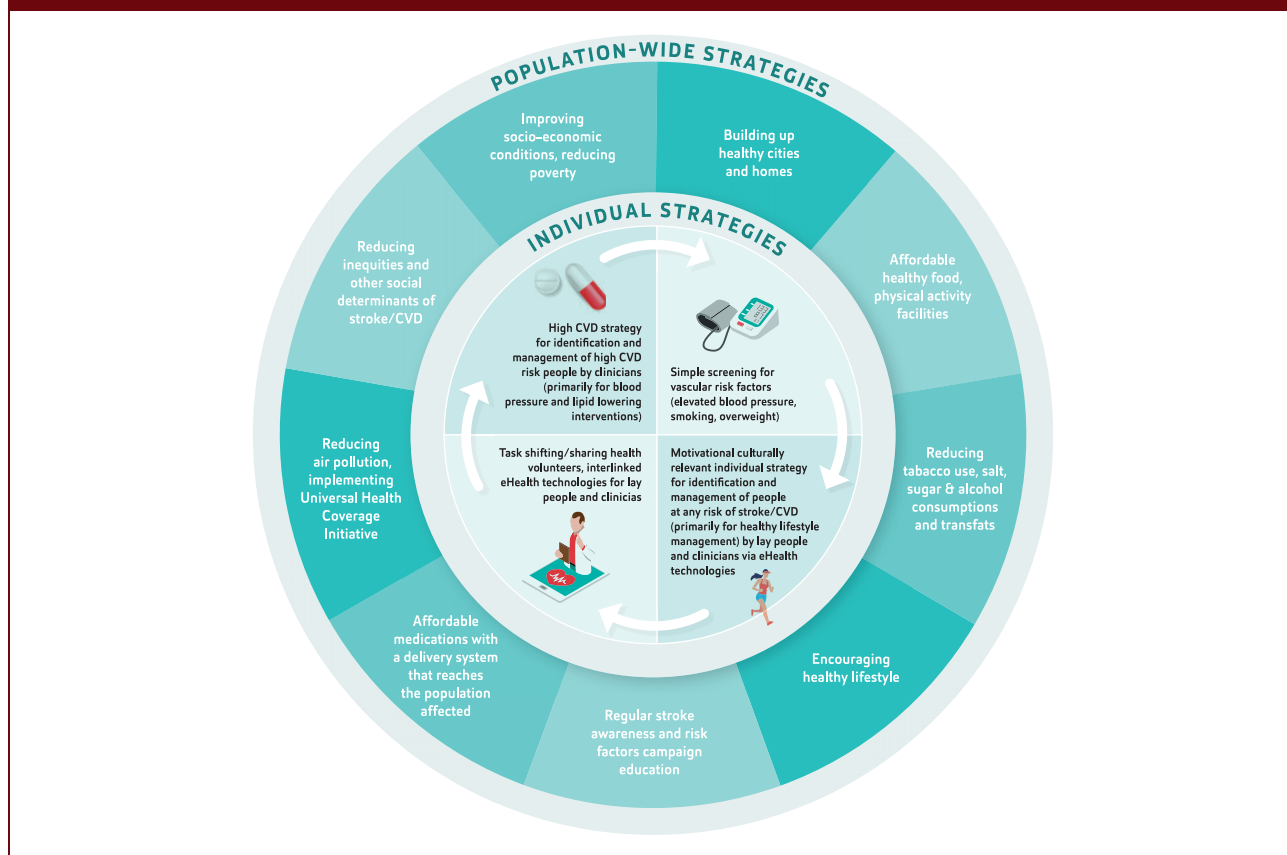 POPULATION-WIDE STRATEGIES
Improving
socio-economic
conditions, reducing
poverty
Building up
healthy cities
and homes
Affordable
healthy food,
physical activity
facilities
Reducing
tabacco use, salt,
sugar & alcohol
consumptions
and transfats
Encouraging
healthy lifestyle
Regular stroke
awareness and risk
factors campaign
education
Affordable
medications with
a delivery system
that reaches
the population
affected
Reducing
air pollution,
implementing
Universal Health
Coverage
Initiative
Reducing
inequities and
other social
determinants of
stroke/CVD
INDIVIDUAL STRATEGIES
High CVD strategy
for identification and
management of high CVD
risk people by clinicians
(primarily for blood
pressure and lipid lowering
interventions)
Simple screening for
vascular risk factors
(elevated blood pressure,
smoking, overweight)
Motivational culturally
relevant individual strategy
for identification and
management of people
at any risk of stroke/CVD
(primarily for healthy lifestyle
management) by lay people
and clinicians via eHealth
technologies
Task shifting/sharing health
volunteers, interlinked
eHealth technologies for lay
people and clinicias